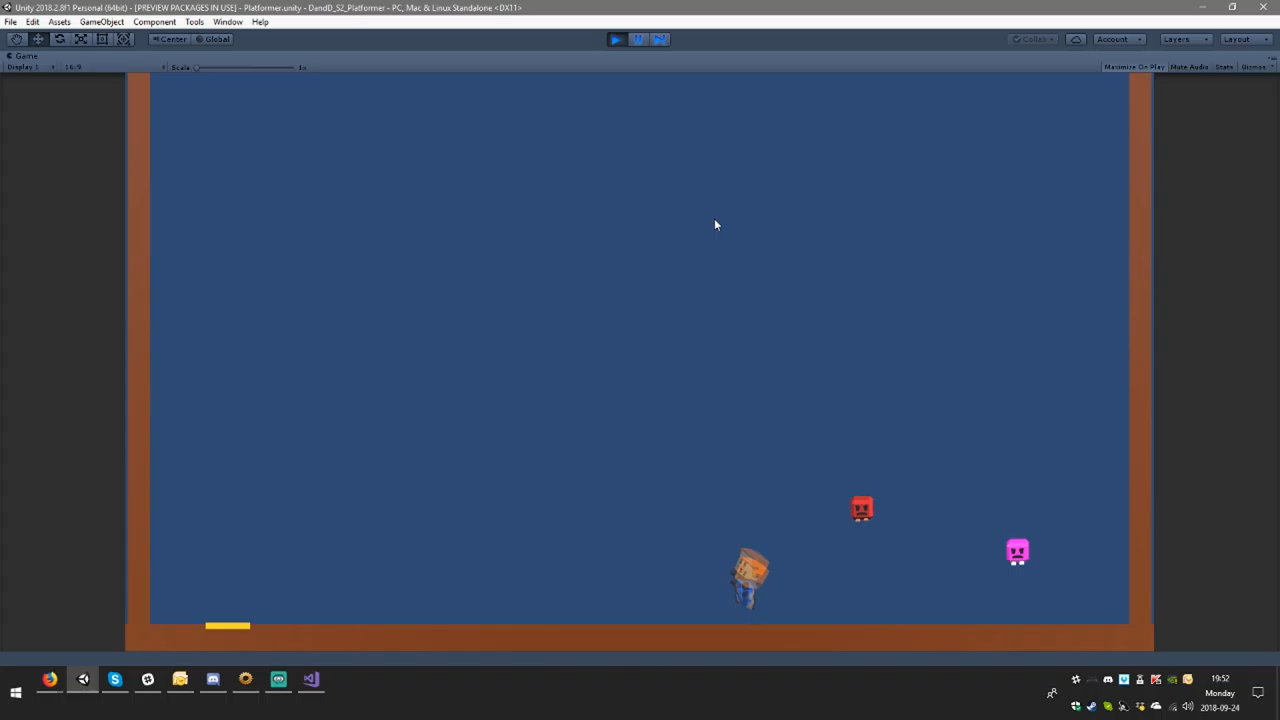 Unity 2018.2.8f1 Personal (64bit) - [PREVIEW PACKAGES IN USE] - Platformer.unity - DandD_S2_Platformer - PC, Mac & Linux Standalone <DX11>
File Edit Assets GameObject Component Tools Window Help
Center Global Collab Account Layers Layout
Game
Display 1 16:9 Scale 1x Maximize On Play Mute Audio Stats Gizmos
19:52
Monday
2018-09-24